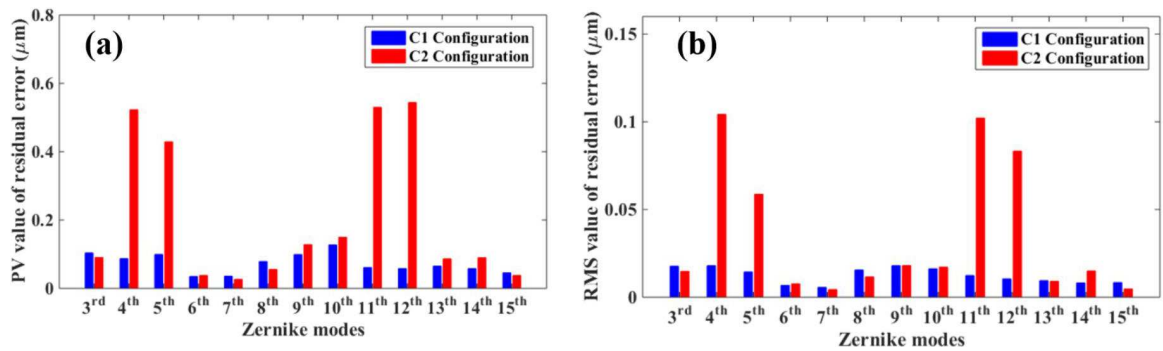 (a)
C1 Configuration
C2 Configuration
PV value of residual error (μm)
0.8
0.6
0.4
0.2
0
3rd 4th 5th 6th 7th 8th 9th 10th 11th 12th 13th 14th 15th
Zernike modes
(b)
C1 Configuration
C2 Configuration
RMS value of residual error (μm)
0.15
0.1
0.05
0
3rd 4th 5th 6th 7th 8th 9th 10th 11th 12th 13th 14th 15th
Zernike modes